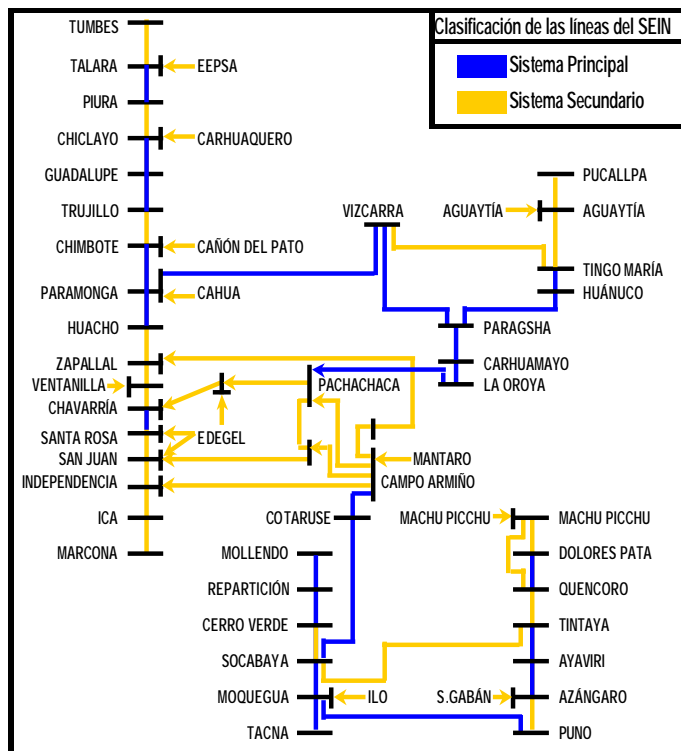 Clasificación de las líneas del SEIN
Sistema Principal
Sistema Secundario
TUMBES
TALARA
EEPSA
PIURA
CHICLAYO
CARHUAQUERO
GUADALUPE
PUCALLPA
TRUJILLO
VIZCARRA
AGUAYTÍA
AGUAYTÍA
CHIMBOTE
CAÑÓN DEL PATO
TINGO MARÍA
PARAMONGA
CAHUA
HUÁNUCO
HUACHO
PARAGSHA
ZAPALLAL
CARHUAMAYO
VENTANILLA
PACHACHACA
LA OROYA
CHAVARRÍA
SANTA ROSA
EDEGEL
SAN JUAN
MANTARO
INDEPENDENCIA
CAMPO ARMIÑO
ICA
COTARUSE
MACHU PICCHU
MACHU PICCHU
MARCONA
MOLLENDO
DOLORES PATA
REPARTICIÓN
QUENCORO
CERRO VERDE
TINTAYA
SOCABAYA
AYAVIRI
MOQUEGUA
ILO
S.GABÁN
AZÁNGARO
TACNA
PUNO